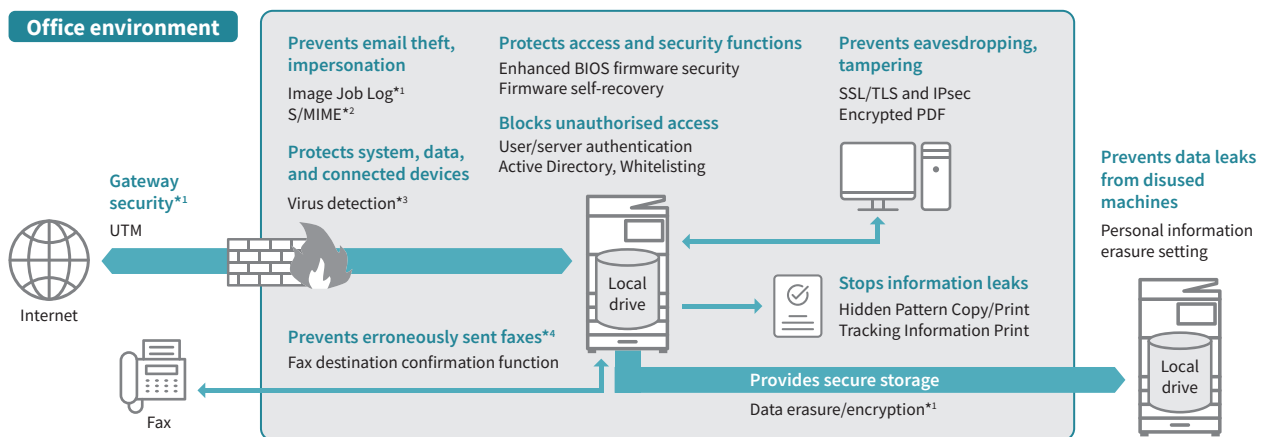 Office environment
Prevents email theft,
impersonation
Image Job Log*1
S/MIME*2
Protects system, data,
and connected devices
Virus detection*3
Protects access and security functions
Enhanced BIOS firmware security
Firmware self-recovery
Blocks unauthorised access
User/server authentication
Active Directory, Whitelisting
Prevents eavesdropping,
tampering
SSL/TLS and IPsec
Encrypted PDF
Gateway
security*1
UTM
Internet
Local
drive
Stops information leaks
Hidden Pattern Copy/Print
Tracking Information Print
Prevents data leaks
from disused
machines
Personal information
erasure setting
Prevents erroneously sent faxes*4
Fax destination confirmation function
Fax
Provides secure storage
Data erasure/encryption*1
Local
drive